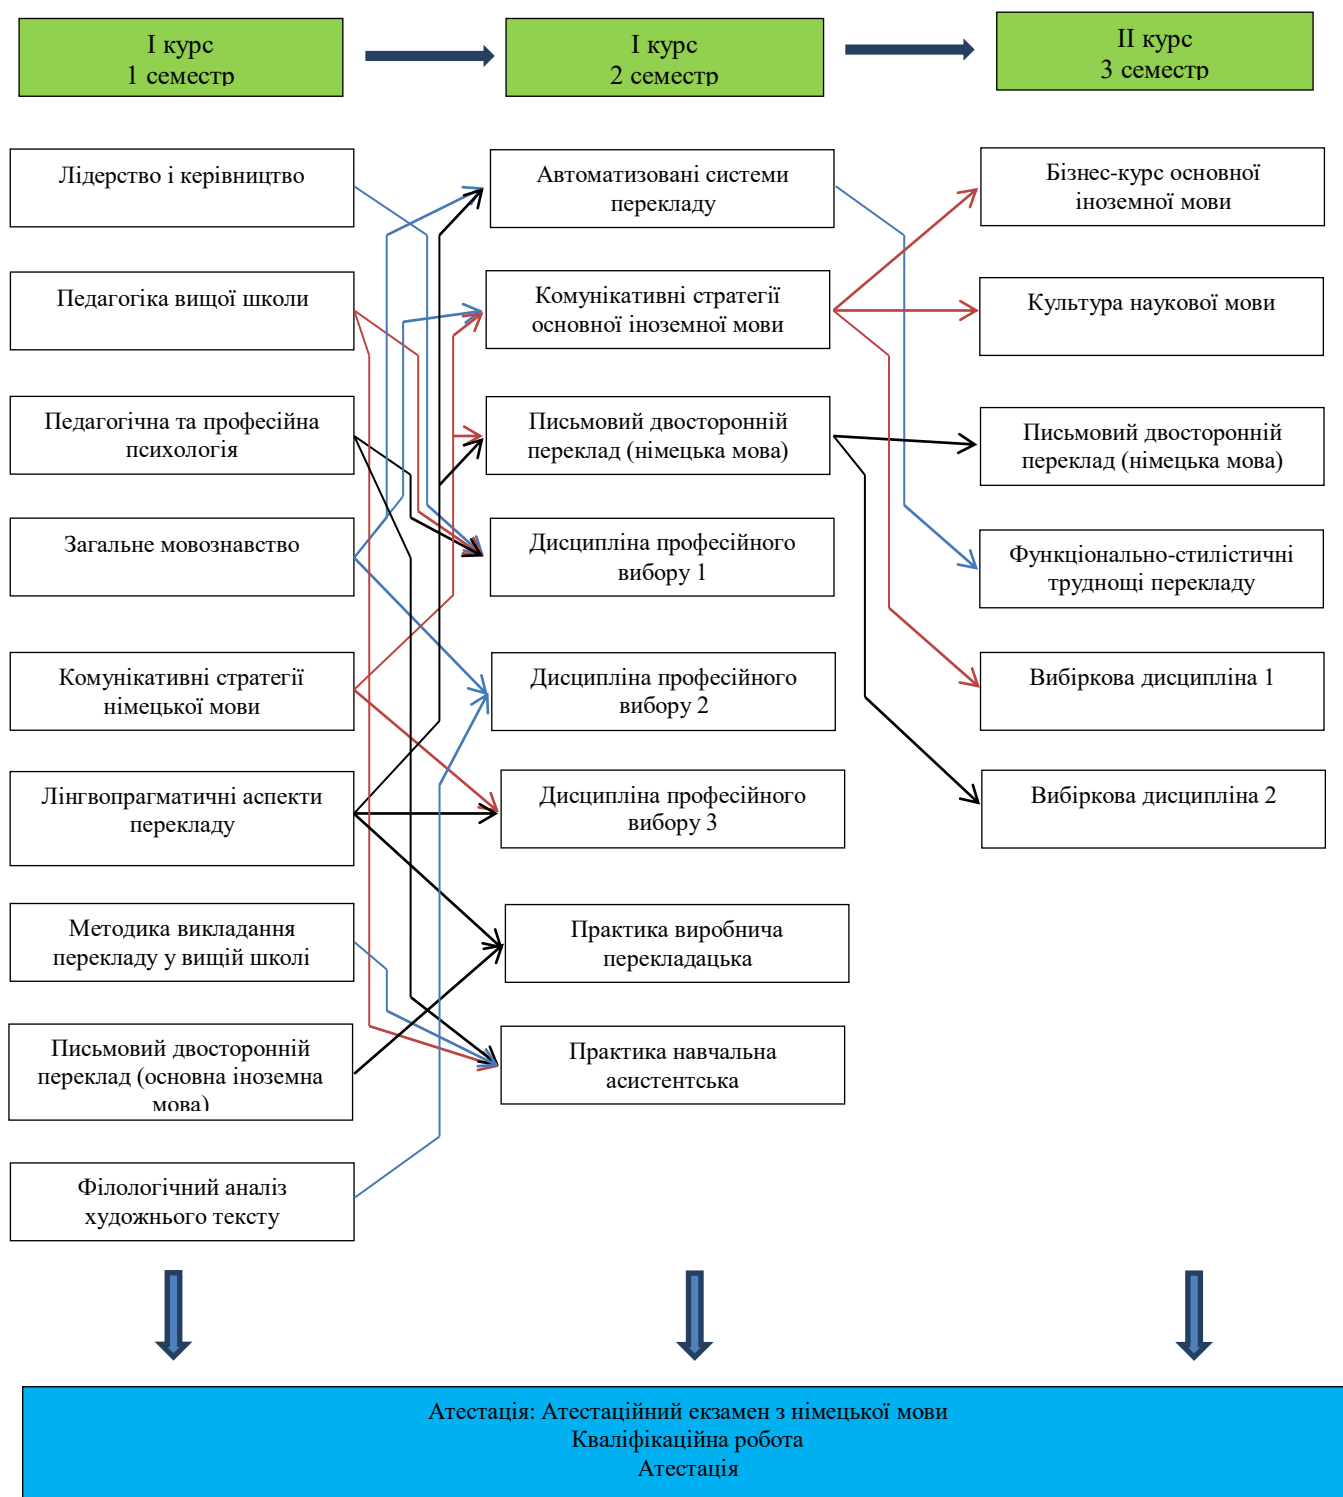 І курс
1 семестр
І курс
2 семестр
ІІ курс
3 семестр
Лідерство і керівництво
Педагогіка вищої школи
Педагогічна та професійна
психологія
Загальне мовознавство
Комунікативні стратегії
німецької мови
Лінгвопрагматичні аспекти
перекладу
Методика викладання
перекладу у вищій школі
Письмовий двосторонній
переклад (основна іноземна
мова)
Філологічний аналіз
художнього тексту
Автоматизовані системи
перекладу
Комунікативні стратегії
основної іноземної мови
Письмовий двосторонній
переклад (німецька мова)
Дисципліна професійного
вибору 1
Дисципліна професійного
вибору 2
Дисципліна професійного
вибору 3
Практика виробнича
перекладацька
Практика навчальна
асистентська
Бізнес-курс основної
іноземної мови
Культура наукової мови
Письмовий двосторонній
переклад (німецька мова)
Функціонально-стилістичні
труднощі перекладу
Вибіркова дисципліна 1
Вибіркова дисципліна 2
Атестація: Атестаційний екзамен з німецької мови
Кваліфікаційна робота
Атестація